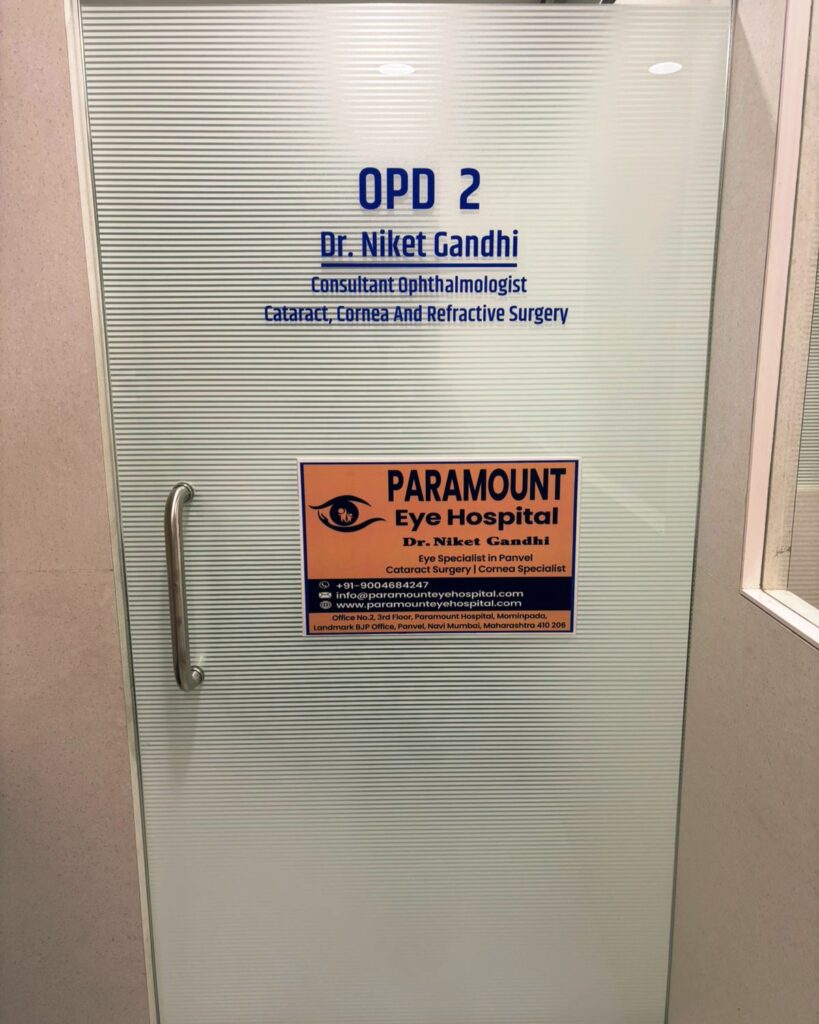 OPD 2
Dr. Niket Gandhi
Consultant Ophthalmologist
Cataract, Cornea And Refractive Surgery
PARAMOUNT
Eye Hospital
Dr. Niket Gandhi
Eye Specialist in Panvel
Cataract Surgery | Cornea Specialist
+91-9004684247
info@paramounteyehospital.com
www.paramounteyehospital.com
Office No.2, 3rd Floor, Paramount Hospital, Mominpada,
Landmark BJP Office, Panvel, Navi Mumbai, Maharashtra 410 206